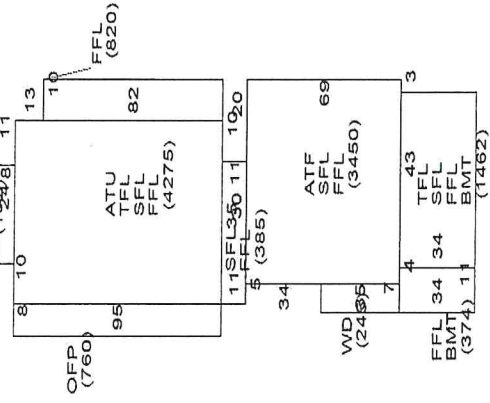 FFL
(820)
13
1
82
11
8
10
ATU
TFL
SFL
FFL
(4275)
8
95
OFP
(760)
20
10
11
30
SFL
FFL
(385)
11
5
69
ATF
SFL
FFL
(3450)
3
43
TFL
SFL
FFL
BMT
(1462)
34
4
34
11
34
7
WD
FFL
BMT
(374)